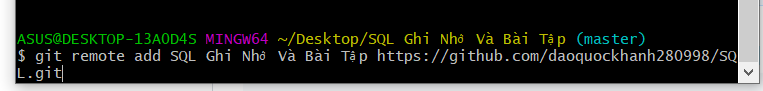 ASUS@DESKTOP-13AOD4S MINGW64 ~/Desktop/SQL Ghi Nhớ Và Bài Tập (master)
$ git remote add SQL Ghi Nhớ Và Bài Tập https://github.com/daoquockhanh280998/SQ
L.git